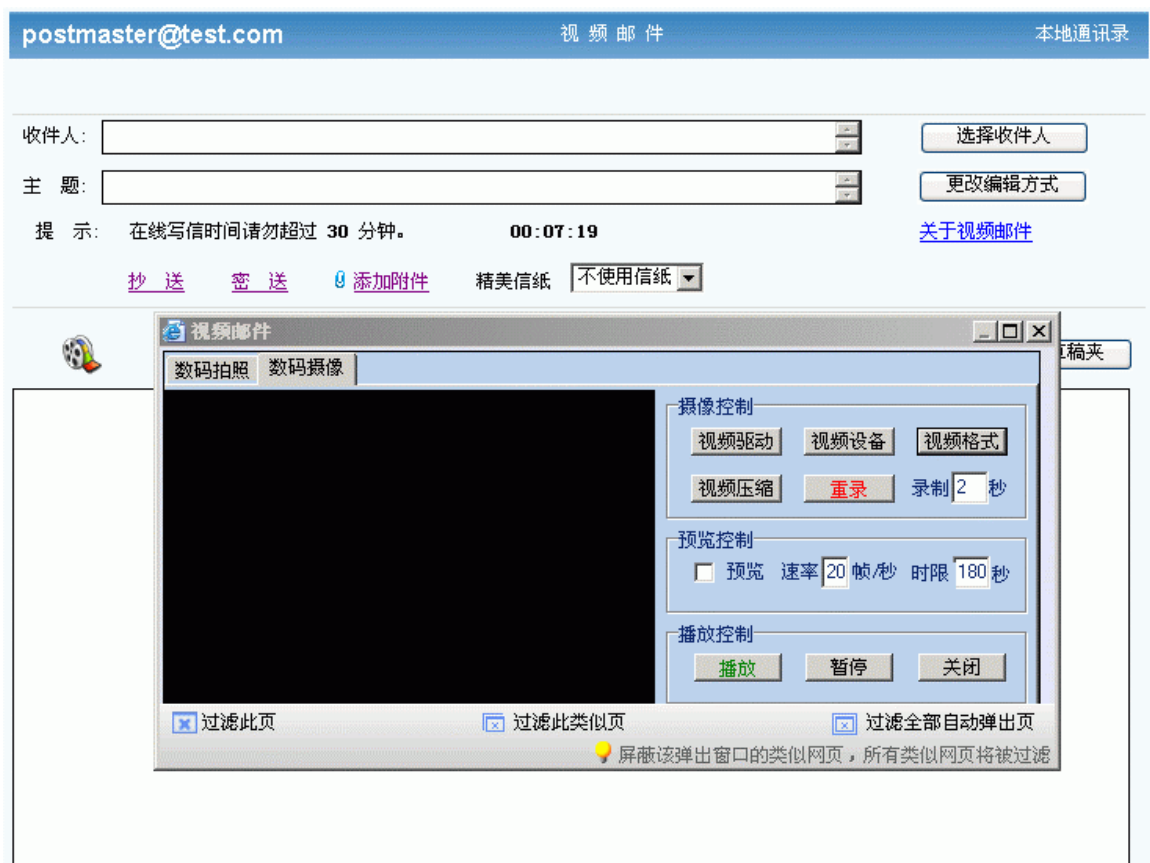 postmaster@test.com 视 频 邮 件 本地通讯录
收件人: 选择收件人
主 题: 更改编辑方式
提 示: 在线写信时间请勿超过 30 分钟。 00:07:19 关于视频邮件
抄 送 密 送 添加附件 精美信纸 不使用信纸
视频邮件
稿夹
数码拍照 数码摄像
摄像控制
视频驱动 视频设备 视频格式
视频压缩 重录 录制 2 秒
预览控制
预览 速率 20 帧/秒 时限 180 秒
播放控制
播放 暂停 关闭
过滤此页 过滤此类似页 过滤全部自动弹出页
屏蔽该弹出窗口的类似网页，所有类似网页将被过滤